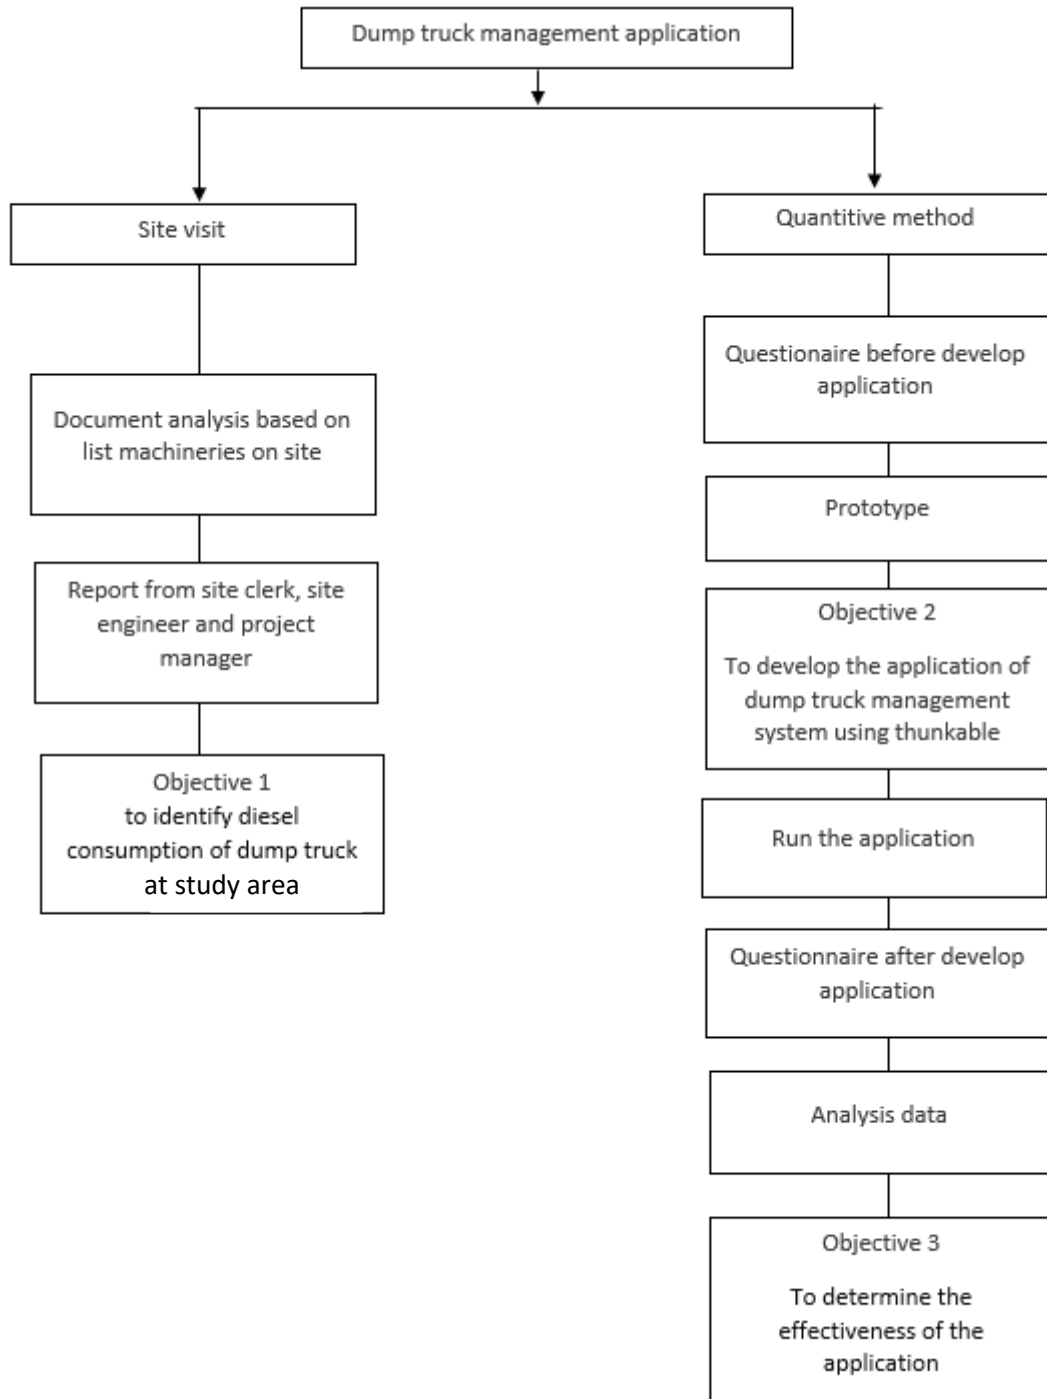 Dump truck management application
Site visit
Document analysis based on
list machineries on site
Report from site clerk, site
engineer and project
manager
Objective 1
to identify diesel
consumption of dump truck
at study area
Quantitive method
Questionaire before develop
application
Prototype
Objective 2
To develop the application of
dump truck management
system using thunkable
Run the application
Questionnaire after develop
application
Analysis data
Objective 3
To determine the
effectiveness of the
application